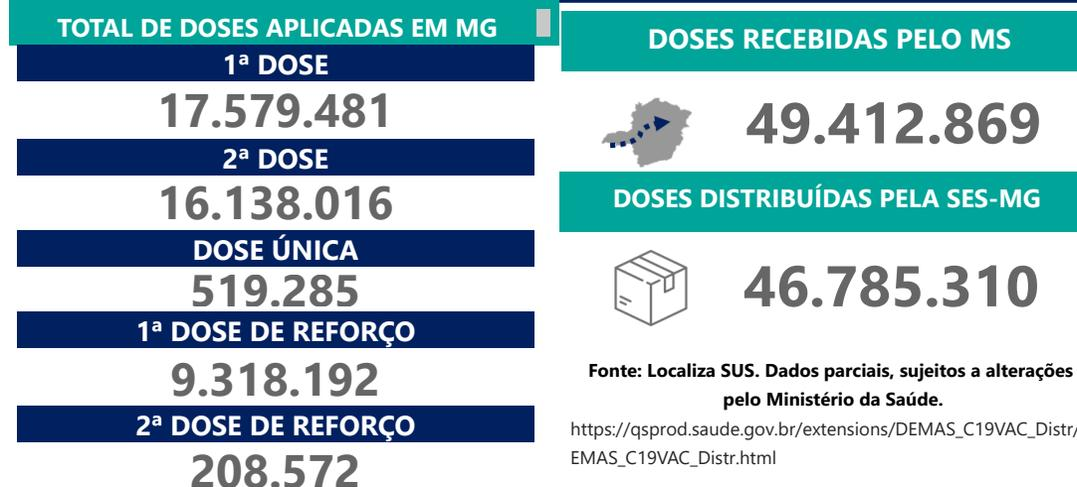 TOTAL DE DOSES APLICADAS EM MG
1ª DOSE
17.579.481
2ª DOSE
16.138.016
DOSE ÚNICA
519.285
1ª DOSE DE REFORÇO
9.318.192
2ª DOSE DE REFORÇO
208.572
DOSES RECEBIDAS PELO MS
49.412.869
DOSES DISTRIBUÍDAS PELA SES-MG
46.785.310
Fonte: Localiza SUS. Dados parciais, sujeitos a alterações
pelo Ministério da Saúde.
https://qsprod.saude.gov.br/extensions/DEMAS_C19VAC_Distr/
EMAS_C19VAC_Distr.html